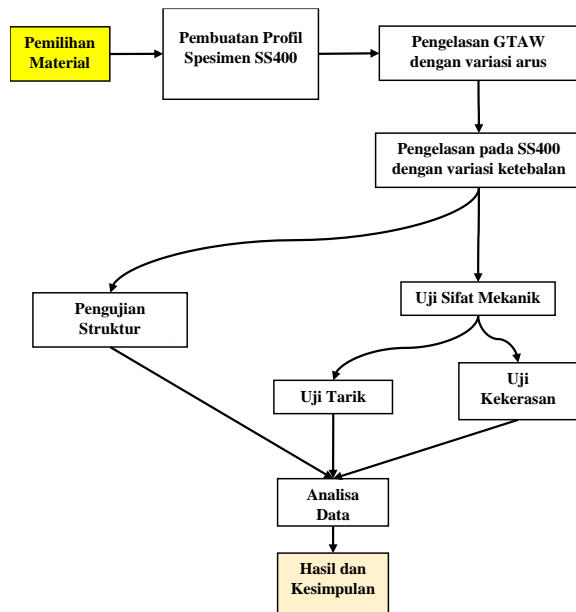 Pemilihan
Material
Pembuatan Profil
Spesimen SS400
Pengelasan GTAW
dengan variasi arus
Pengelasan pada SS400
dengan variasi ketebalan
Pengujian
Struktur
Uji Sifat Mekanik
Uji Tarik
Uji
Kekerasan
Analisa
Data
Hasil dan
Kesimpulan